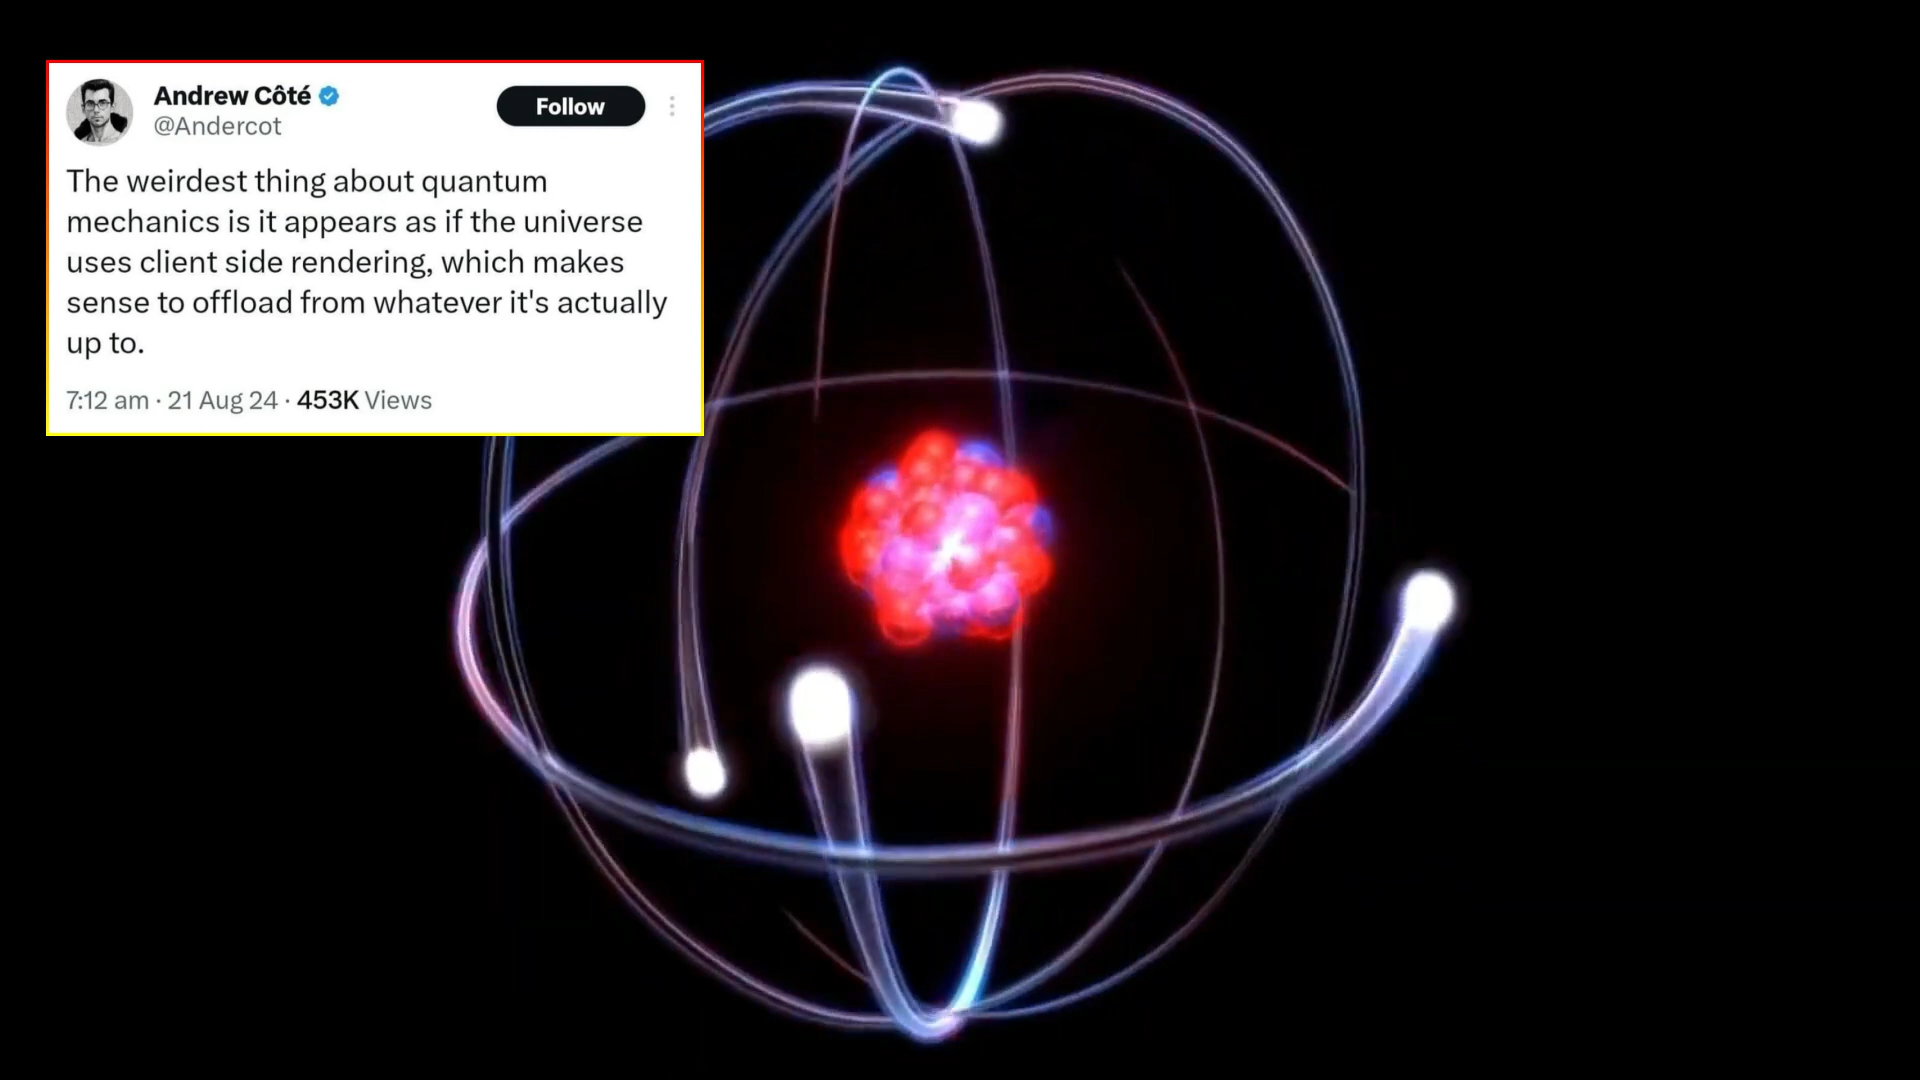 Andrew Côté
Follow
@Andercot
The weirdest thing about quantum
mechanics is it appears as if the universe
uses client side rendering, which makes
sense to offload from whatever it's actually
up to.
7:12 am · 21 Aug 24 · 453K Views